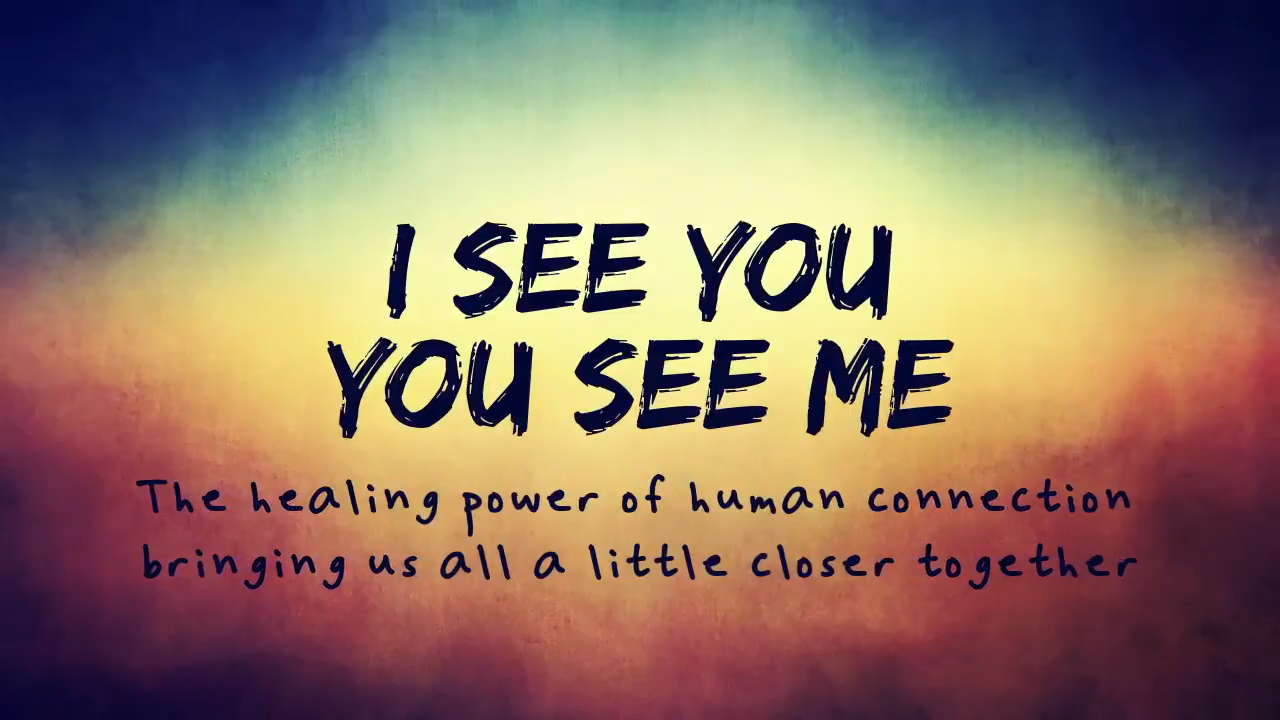 I SEE YOU
YOU SEE ME
The healing power of human connection
bringing us all a little closer together